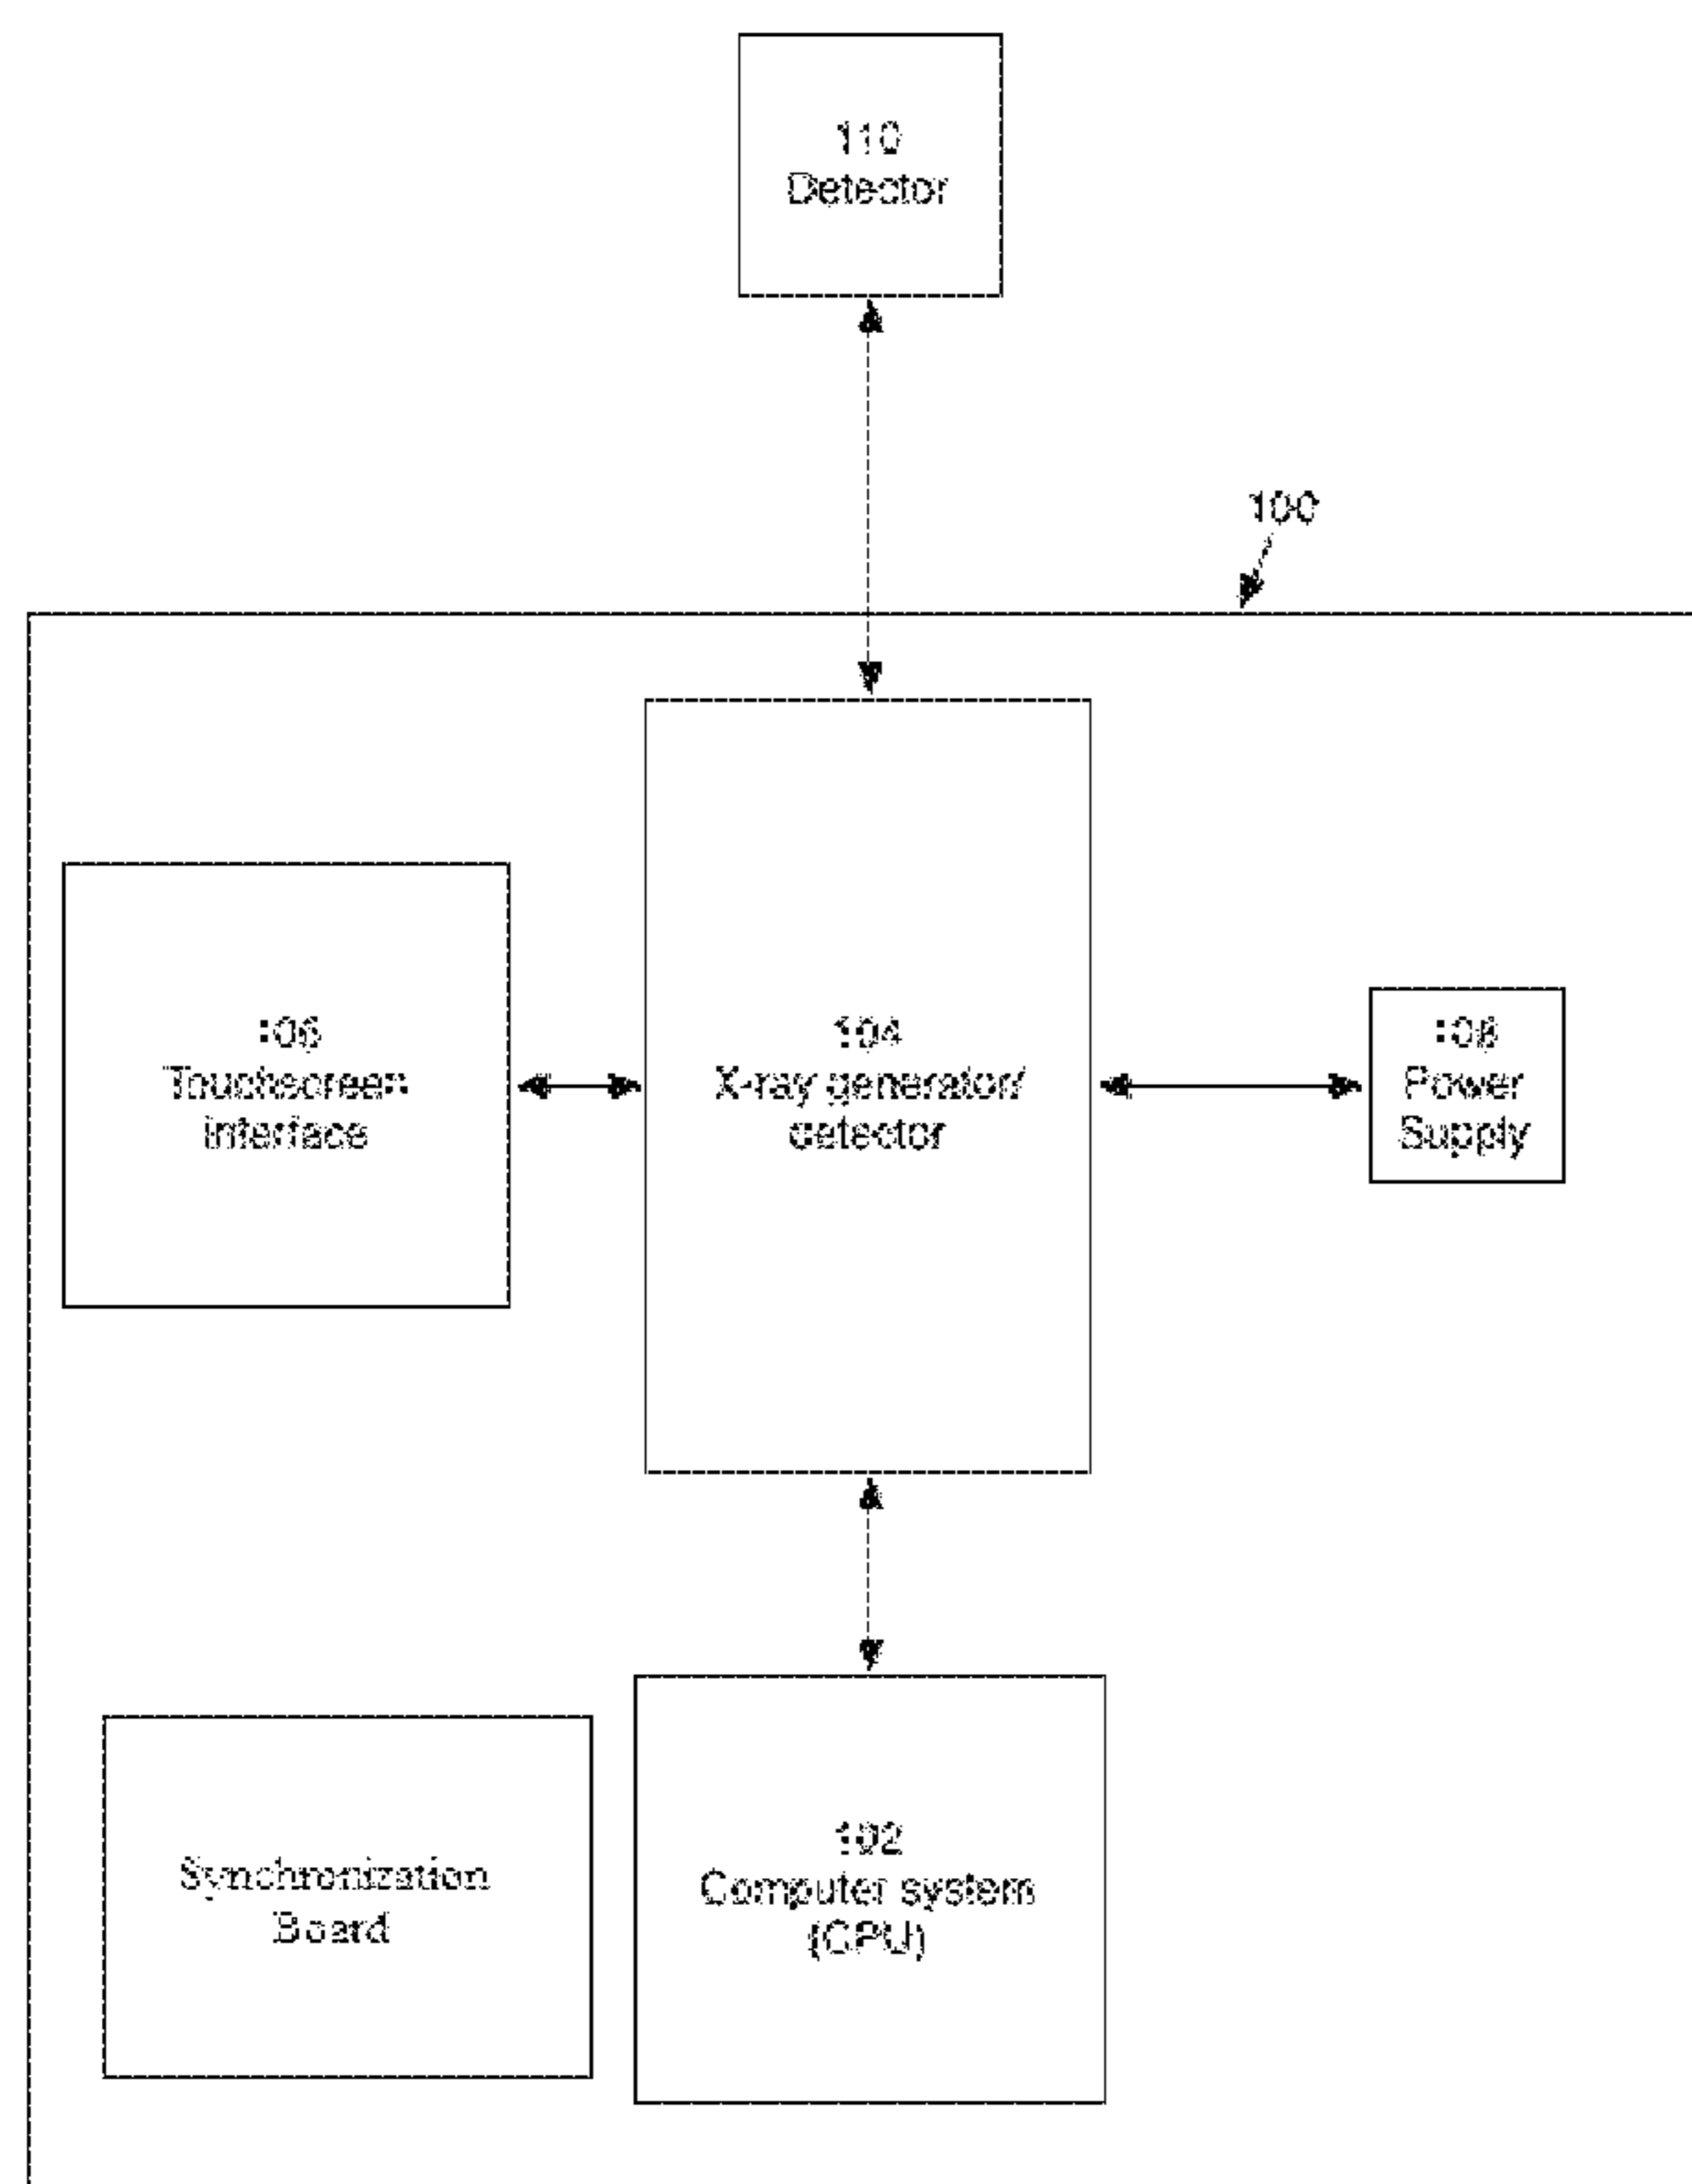 110
Detector
100
106
Touchscreen
interface
104
X-ray generator/
detector
108
Power
Supply
Synchronization
Board
102
Computer system
(CPU)